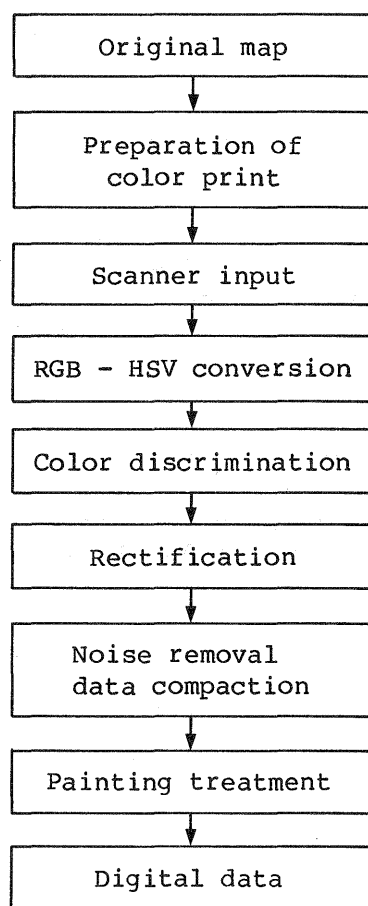 Original map
Preparation of
color print
Scanner input
RGB - HSV conversion
Color discrimination
Rectification
Noise removal
data compaction
Painting treatment
Digital data